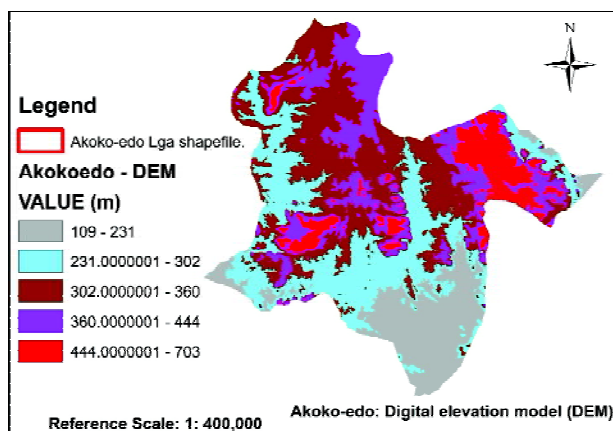 N
Legend
Akoko-edo Lga shapefile.
Akokoedo - DEM
VALUE (m)
109 - 231
231.0000001 - 302
302.0000001 - 360
360.0000001 - 444
444.0000001 - 703
Reference Scale: 1: 400,000
Akoko-edo: Digital elevation model (DEM)